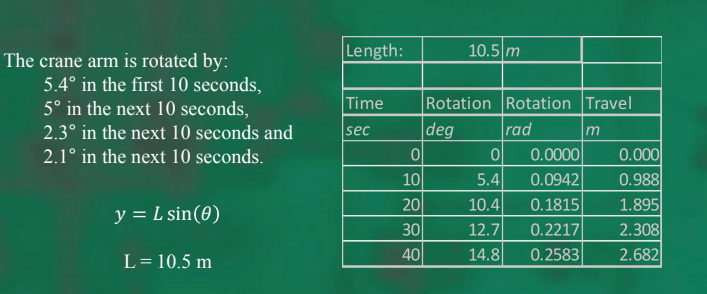 The crane arm is rotated by:
5.4° in the first 10 seconds,
5° in the next 10 seconds,
2.3° in the next 10 seconds and
2.1° in the next 10 seconds.
y = L sin(θ)
L = 10.5 m
Length: 10.5 m
Time Rotation Rotation Travel
sec deg rad m
0 0 0.0000 0.000
10 5.4 0.0942 0.988
20 10.4 0.1815 1.895
30 12.7 0.2217 2.308
40 14.8 0.2583 2.682